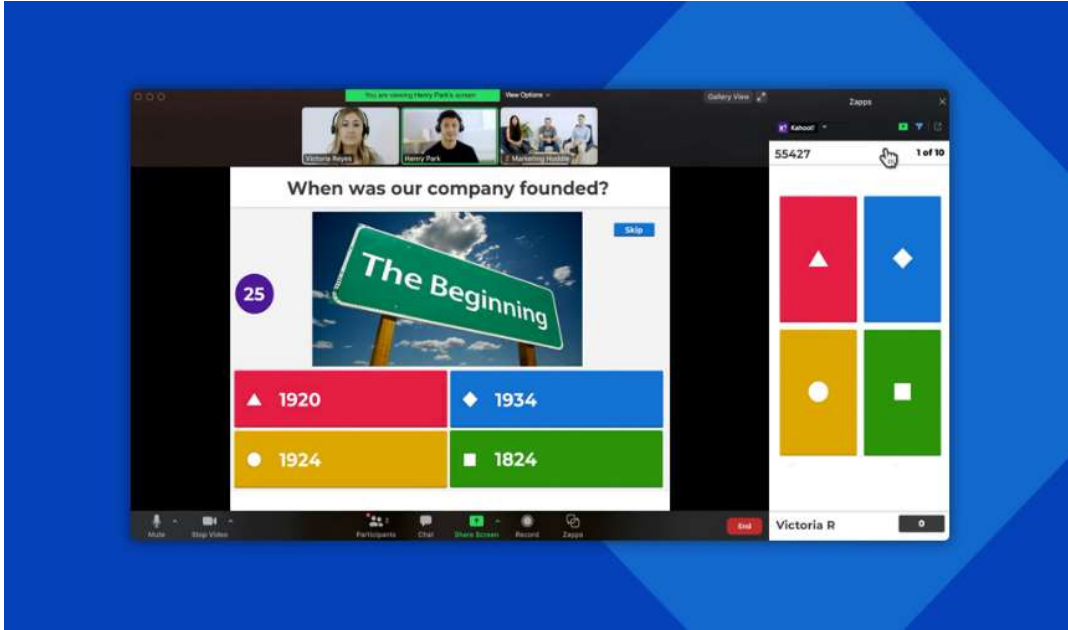 You are viewing Henry Park's screen
View Options
Gallery View
Zapps
K! Kahoot!
Victoria Reyes
Henry Park
Marketing Huddle
55427
1 of 10
When was our company founded?
Skip
25
The Beginning
1920
1934
1924
1824
Mute
Stop Video
Participants
Chat
Share Screen
Record
Zapps
End
Victoria R
0